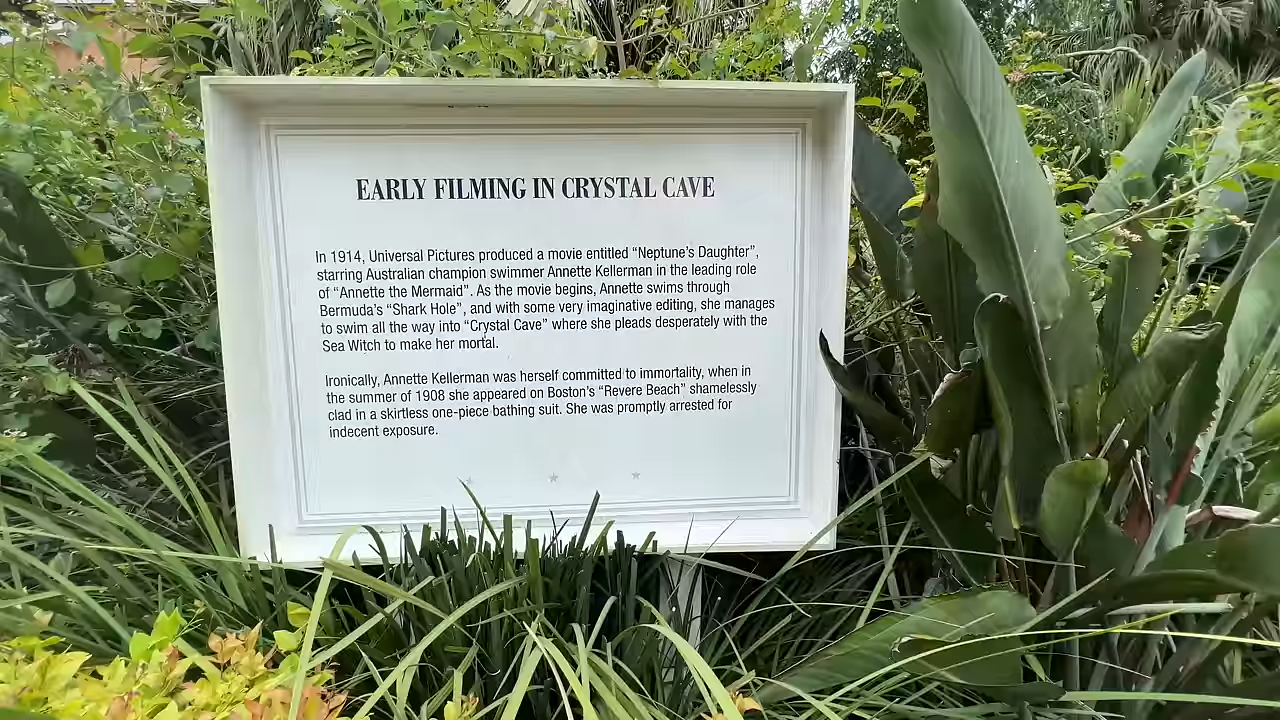 EARLY FILMING IN CRYSTAL CAVE
In 1914, Universal Pictures produced a movie entitled “Neptune’s Daughter”,
starring Australian champion swimmer Annette Kellerman in the leading role
of “Annette the Mermaid”. As the movie begins, Annette swims through
Bermuda’s “Shark Hole”, and with some very imaginative editing, she manages
to swim all the way into “Crystal Cave” where she pleads desperately with the
Sea Witch to make her mortal.
Ironically, Annette Kellerman was herself committed to immortality, when in
the summer of 1908 she appeared on Boston’s “Revere Beach” shamelessly
clad in a skirtless one-piece bathing suit. She was promptly arrested for
indecent exposure.